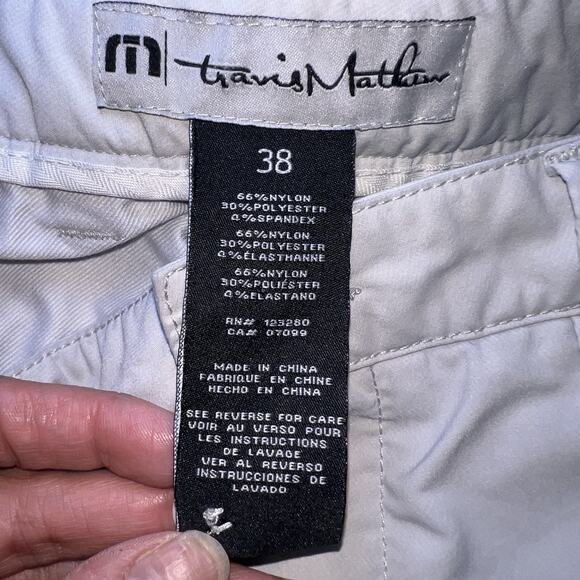 m travisMathew
38
66%NYLON
30%POLYESTER
4%SPANDEX
66%NYLON
30%POLYESTER
4%ÉLASTHANNE
66%NYLON
30%POLIÉSTER
4%ELASTANO
RN# 123280
CA# 07099
MADE IN CHINA
FABRIQUE EN CHINE
HECHO EN CHINA
SEE REVERSE FOR CARE
VOIR AU VERSO POUR
LES INSTRUCTIONS
DE LAVAGE
VER AL REVERSO
INSTRUCCIONES DE
LAVADO